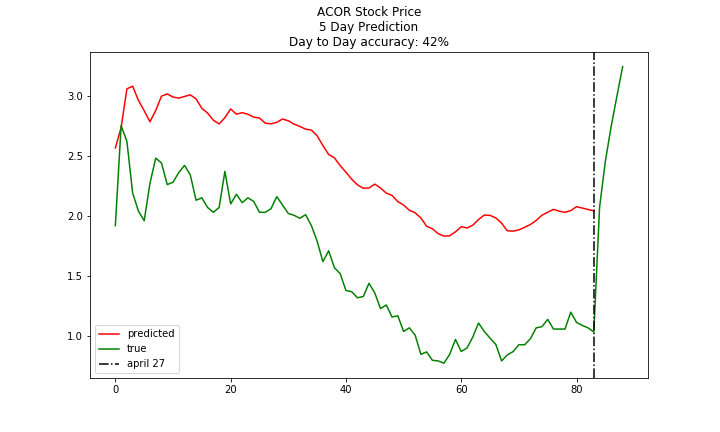 ACOR Stock Price
5 Day Prediction
Day to Day accuracy: 42%
3.0
2.5
2.0
1.5
1.0
predicted
true
april 27
0
20
40
60
80